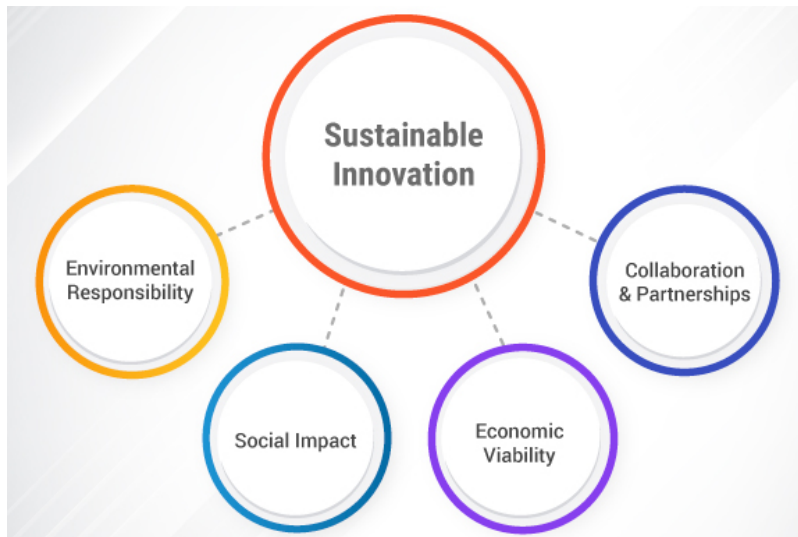 Sustainable
Innovation
Environmental
Responsibility
Social Impact
Economic
Viability
Collaboration
& Partnerships